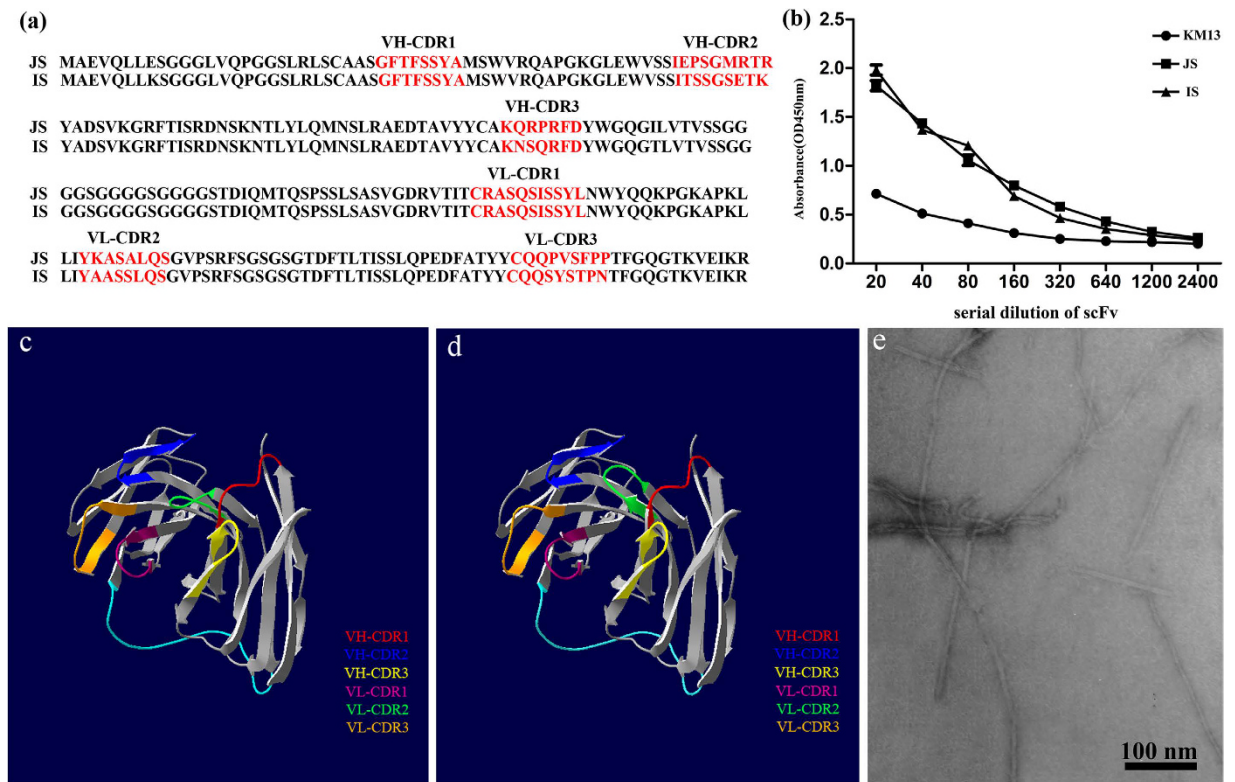 (a)
VH-CDR1 VH-CDR2
JS MAEVQLLESGGGLVQPGGSLRLSCAASGFTFSSYAMSWVRQAPGKGLEWVSSIEPSGMRTR
IS MAEVQLLKSGGGLVQPGGSLRLSCAASGFTFSSYAMSWVRQAPGKGLEWVSSITSSGSETK
VH-CDR3
JS YADSVKGRFTISRDNSKNTLYLQMNSLRAEDTAVYYCAKQRPRFDYWGQGILVTVSSGG
IS YADSVKGRFTISRDNSKNTLYLQMNSLRAEDTAVYYCAKNSQRFDYWGQGTLVTVSSGG
VL-CDR1
JS GGSGGGGSGGGGSTDIQMTQSPSSLSASVGDRVTITCRASQSISSYLNWYQQKPGKAPKL
IS GGSGGGGSGGGGSTDIQMTQSPSSLSASVGDRVTITCRASQSISSYLNWYQQKPGKAPKL
VL-CDR2 VL-CDR3
JS LIYKASALQSGVPSRFSGSGSGTDFTLTISSLQPEDFATYYCQQPVSFPPTFGQGTKVEIKR
IS LIYAASSLQSGVPSRFSGSGSGTDFTLTISSLQPEDFATYYCQQSYSTPNTFGQGTKVEIKR
(b)
Absorbance(OD450nm)
2.5
2.0
1.5
1.0
0.5
0.0
20 40 80 160 320 640 1200 2400
serial dilution of scFv
KM13
JS
IS
c
VH-CDR1
VH-CDR2
VH-CDR3
VL-CDR1
VL-CDR2
VL-CDR3
d
VH-CDR1
VH-CDR2
VH-CDR3
VL-CDR1
VL-CDR2
VL-CDR3
e
100 nm